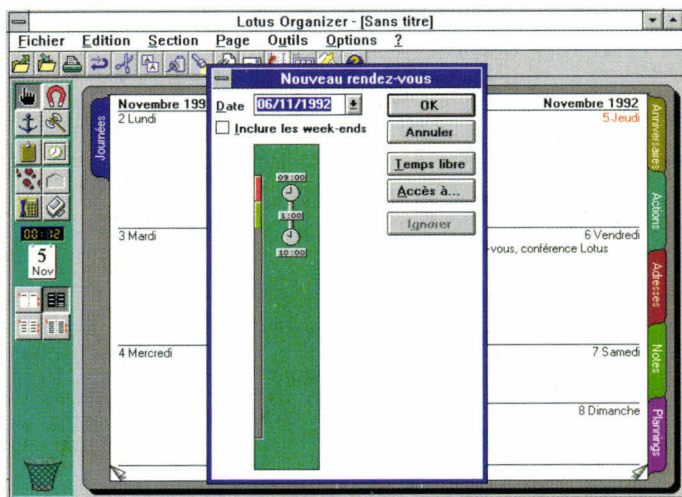 Lotus Organizer - [Sans titre]
Fichier Edition Section Page Outils Options ?
Nouveau rendez-vous
Date 06/11/1992
Inclure les week-ends
09:00
1:00
10:00
OK
Annuler
Temps libre
Accès à...
Ignorer
00:32
5
Nov
Journées
Novembre 199
2 Lundi
3 Mardi
4 Mercredi
Novembre 1992
5 Jeudi
6 Vendredi
-vous, conférence Lotus
7 Samedi
8 Dimanche
Anniversaires
Actions
Adresses
Notes
Plannings